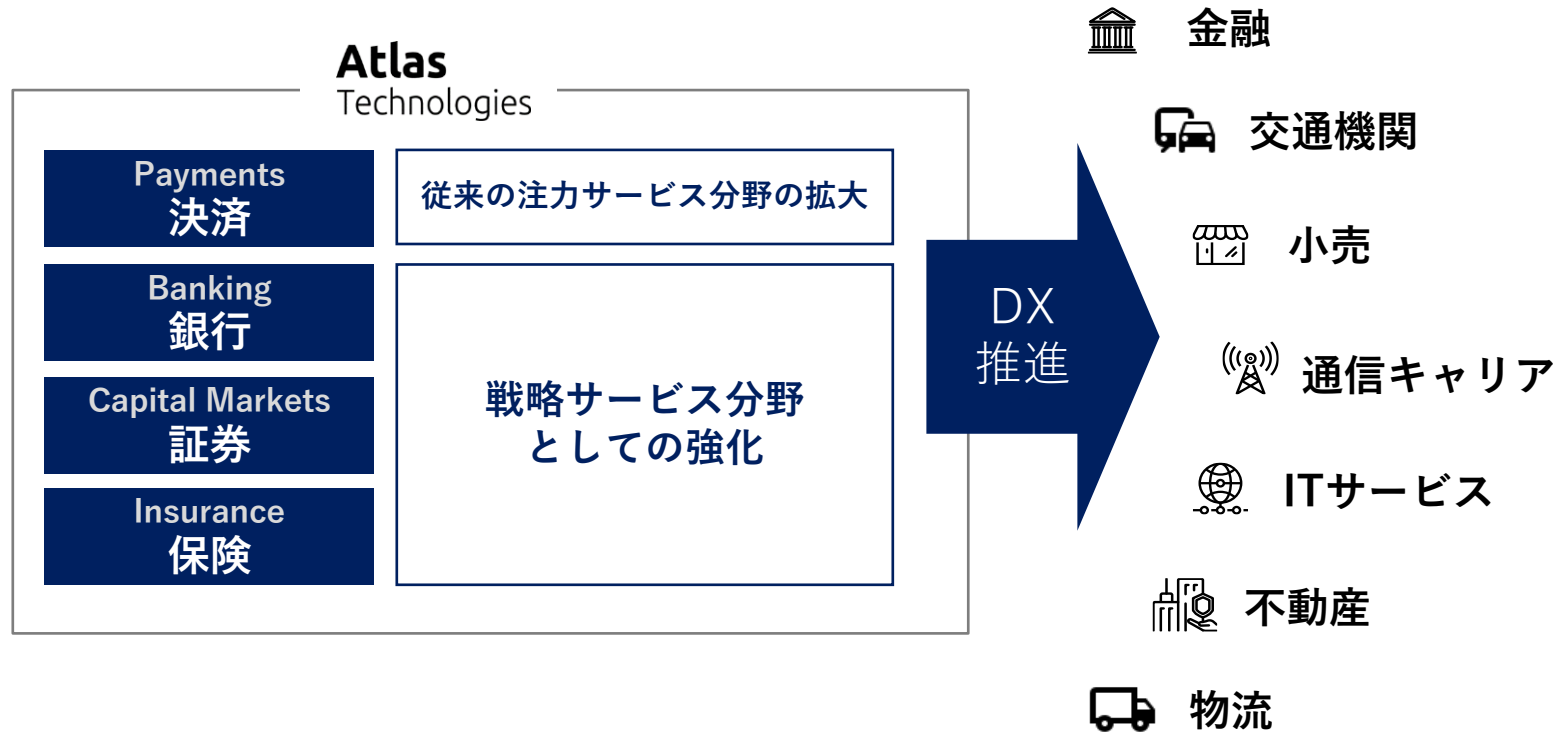 Atlas
Technologies
Payments
決済
従来の注力サービス分野の拡大
Banking
銀行
Capital Markets
証券
Insurance
保険
戦略サービス分野
としての強化
DX
推進
金融
交通機関
小売
通信キャリア
ITサービス
不動産
物流